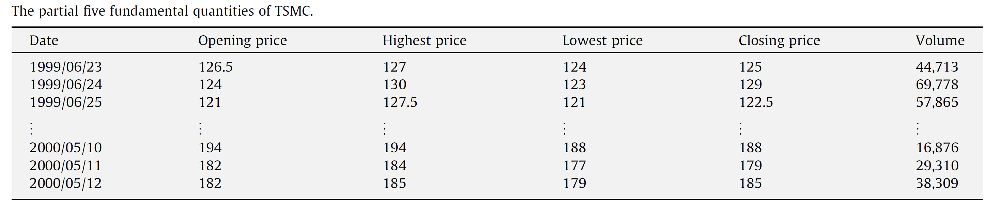 The partial five fundamental quantities of TSMC.
Date Opening price Highest price Lowest price Closing price Volume
1999/06/23 126.5 127 124 125 44,713
1999/06/24 124 130 123 129 69,778
1999/06/25 121 127.5 121 122.5 57,865
⋮ ⋮ ⋮ ⋮ ⋮ ⋮
2000/05/10 194 194 188 188 16,876
2000/05/11 182 184 177 179 29,310
2000/05/12 182 185 179 185 38,309